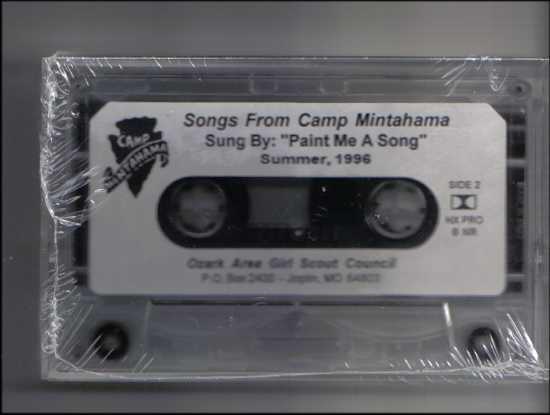 CAMP
MINTAHAMA
Songs From Camp Mintahama
Sung By: "Paint Me A Song"
Summer, 1996
SIDE 2
HX PRO
B NR
Ozark Area Girl Scout Council
P.O. Box 2400 – Joplin, MO 64803